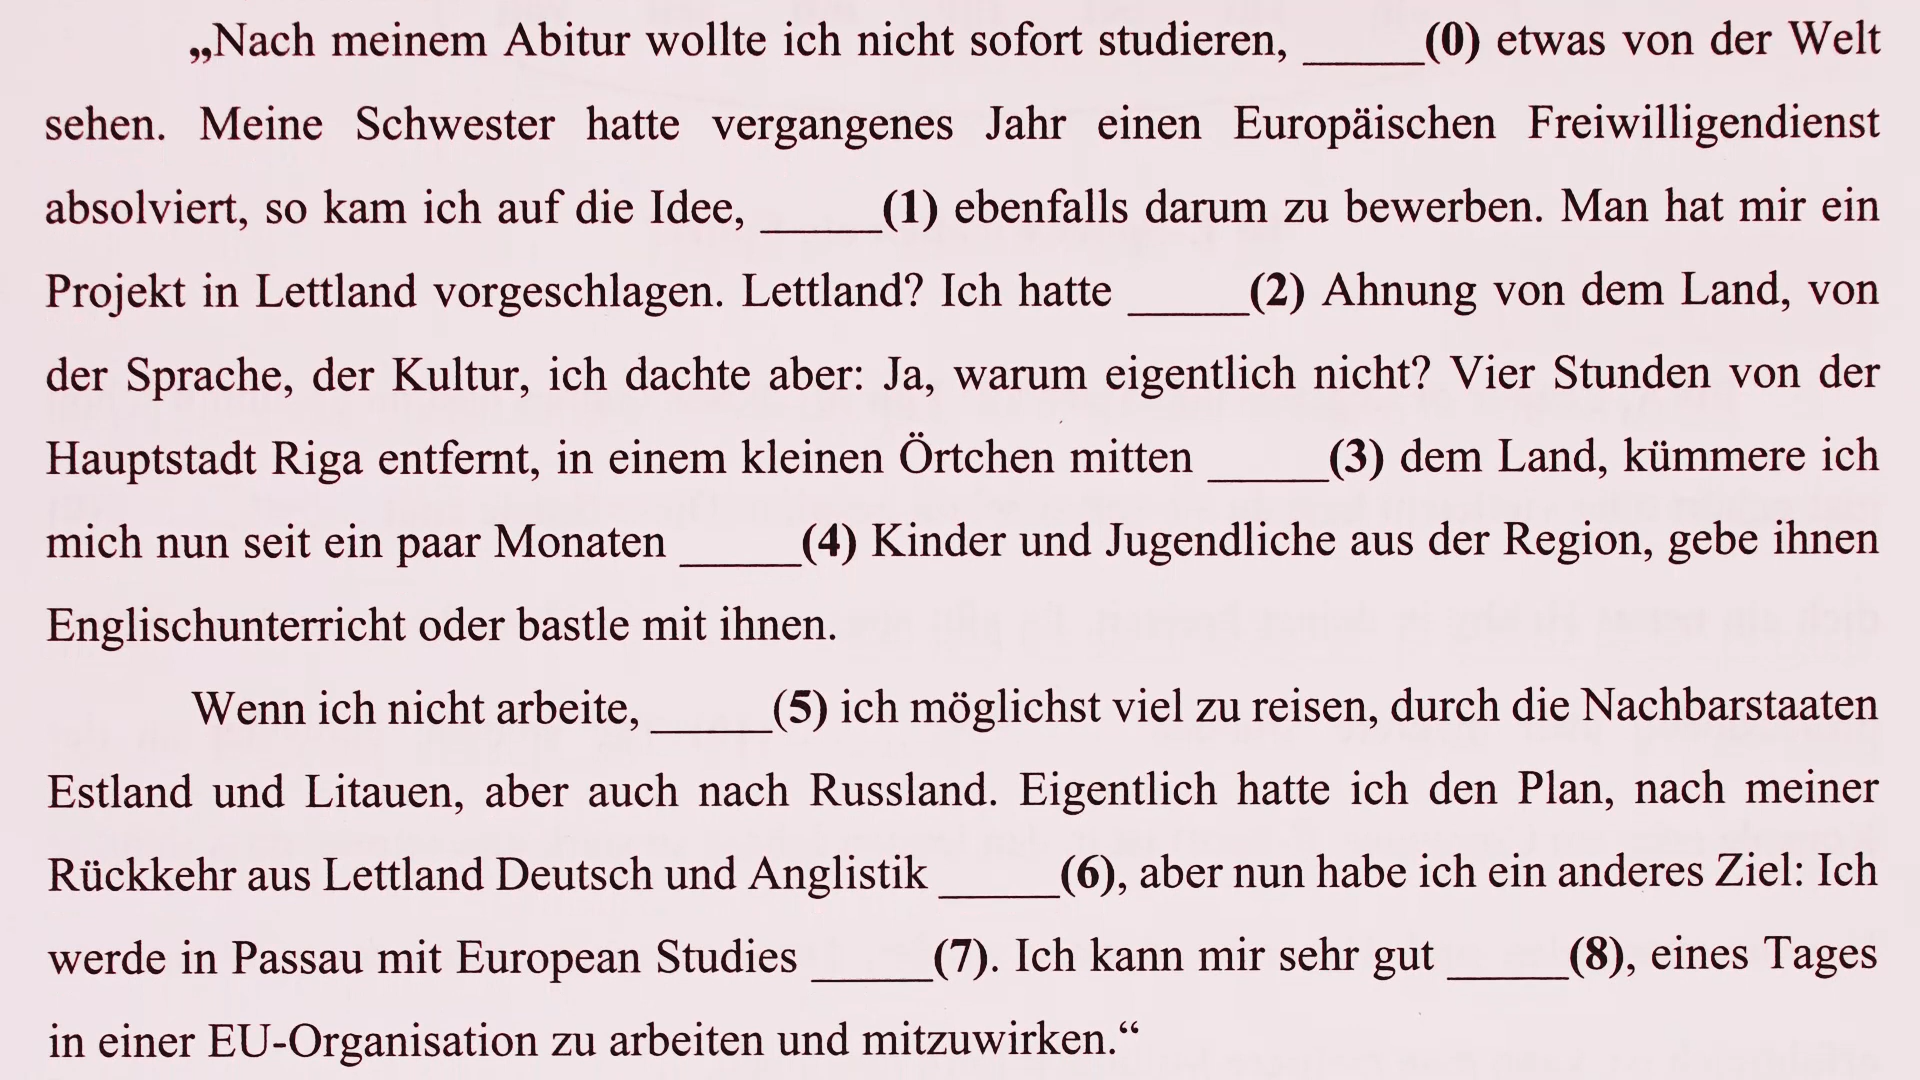 „Nach meinem Abitur wollte ich nicht sofort studieren, _____(0) etwas von der Welt
sehen. Meine Schwester hatte vergangenes Jahr einen Europäischen Freiwilligendienst
absolviert, so kam ich auf die Idee, _____(1) ebenfalls darum zu bewerben. Man hat mir ein
Projekt in Lettland vorgeschlagen. Lettland? Ich hatte _____(2) Ahnung von dem Land, von
der Sprache, der Kultur, ich dachte aber: Ja, warum eigentlich nicht? Vier Stunden von der
Hauptstadt Riga entfernt, in einem kleinen Örtchen mitten _____(3) dem Land, kümmere ich
mich nun seit ein paar Monaten _____(4) Kinder und Jugendliche aus der Region, gebe ihnen
Englischunterricht oder bastle mit ihnen.
Wenn ich nicht arbeite, _____(5) ich möglichst viel zu reisen, durch die Nachbarstaaten
Estland und Litauen, aber auch nach Russland. Eigentlich hatte ich den Plan, nach meiner
Rückkehr aus Lettland Deutsch und Anglistik _____(6), aber nun habe ich ein anderes Ziel: Ich
werde in Passau mit European Studies _____(7). Ich kann mir sehr gut _____(8), eines Tages
in einer EU-Organisation zu arbeiten und mitzuwirken.“